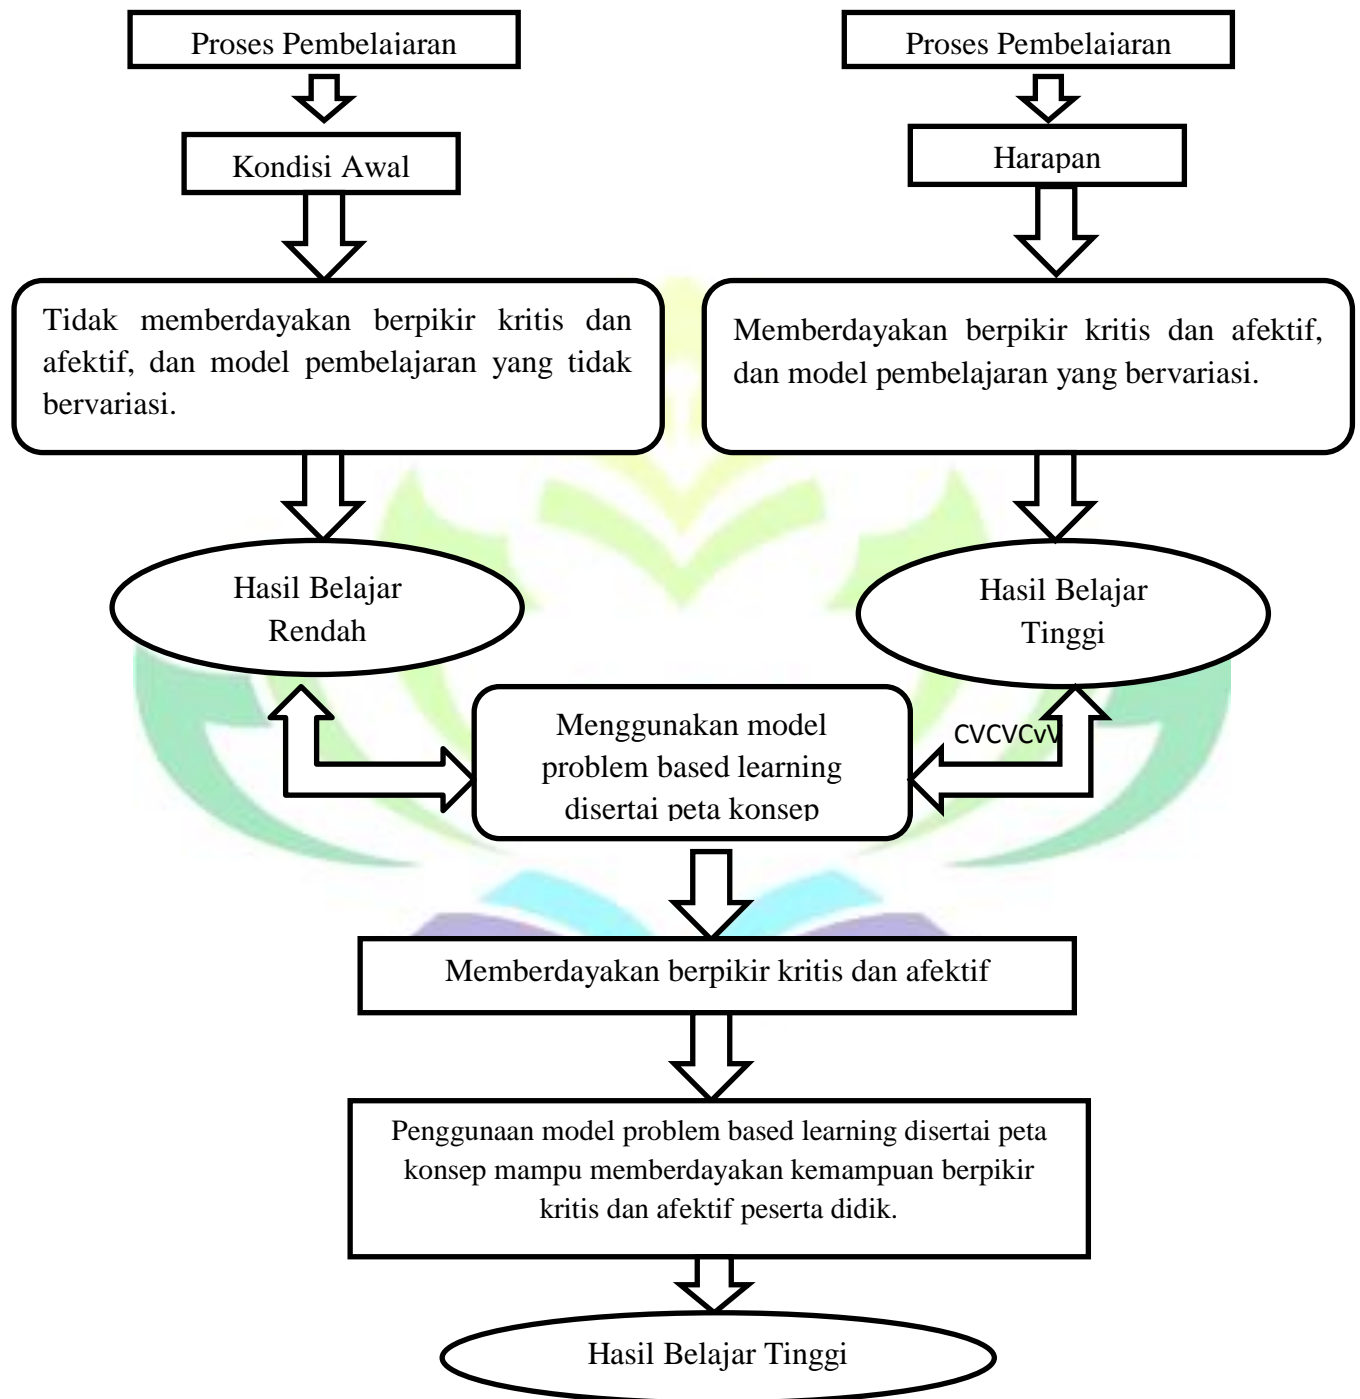 Proses Pembelajaran
Proses Pembelajaran
Kondisi Awal
Harapan
Tidak memberdayakan berpikir kritis dan
afektif, dan model pembelajaran yang tidak
bervariasi.
Memberdayakan berpikir kritis dan afektif,
dan model pembelajaran yang bervariasi.
Hasil Belajar
Rendah
Hasil Belajar
Tinggi
Menggunakan model
problem based learning
disertai peta konsep
CVCVCvV
Memberdayakan berpikir kritis dan afektif
Penggunaan model problem based learning disertai peta
konsep mampu memberdayakan kemampuan berpikir
kritis dan afektif peserta didik.
Hasil Belajar Tinggi